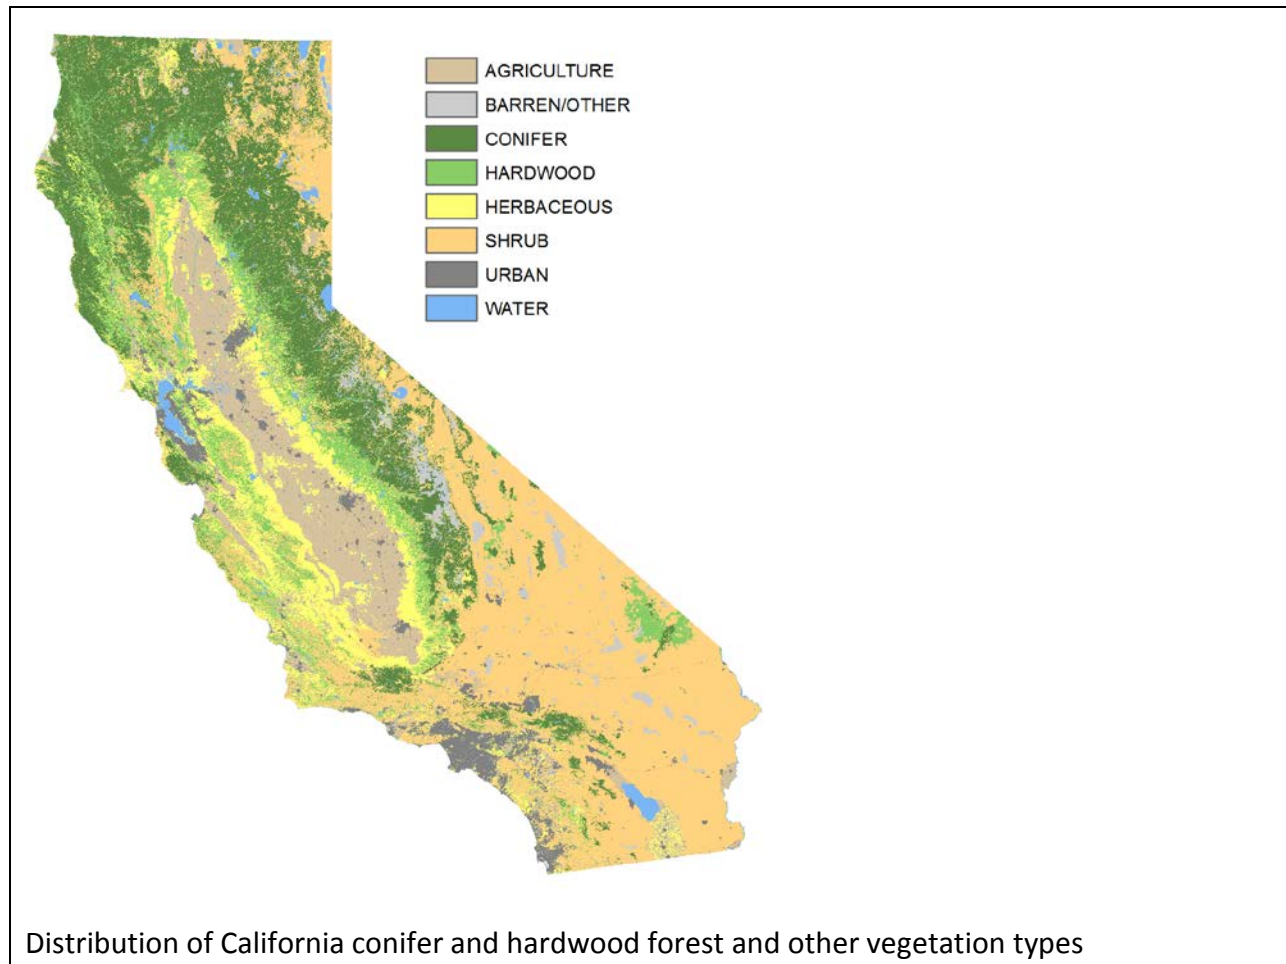 AGRICULTURE
BARREN/OTHER
CONIFER
HARDWOOD
HERBACEOUS
SHRUB
URBAN
WATER
Distribution of California conifer and hardwood forest and other vegetation types